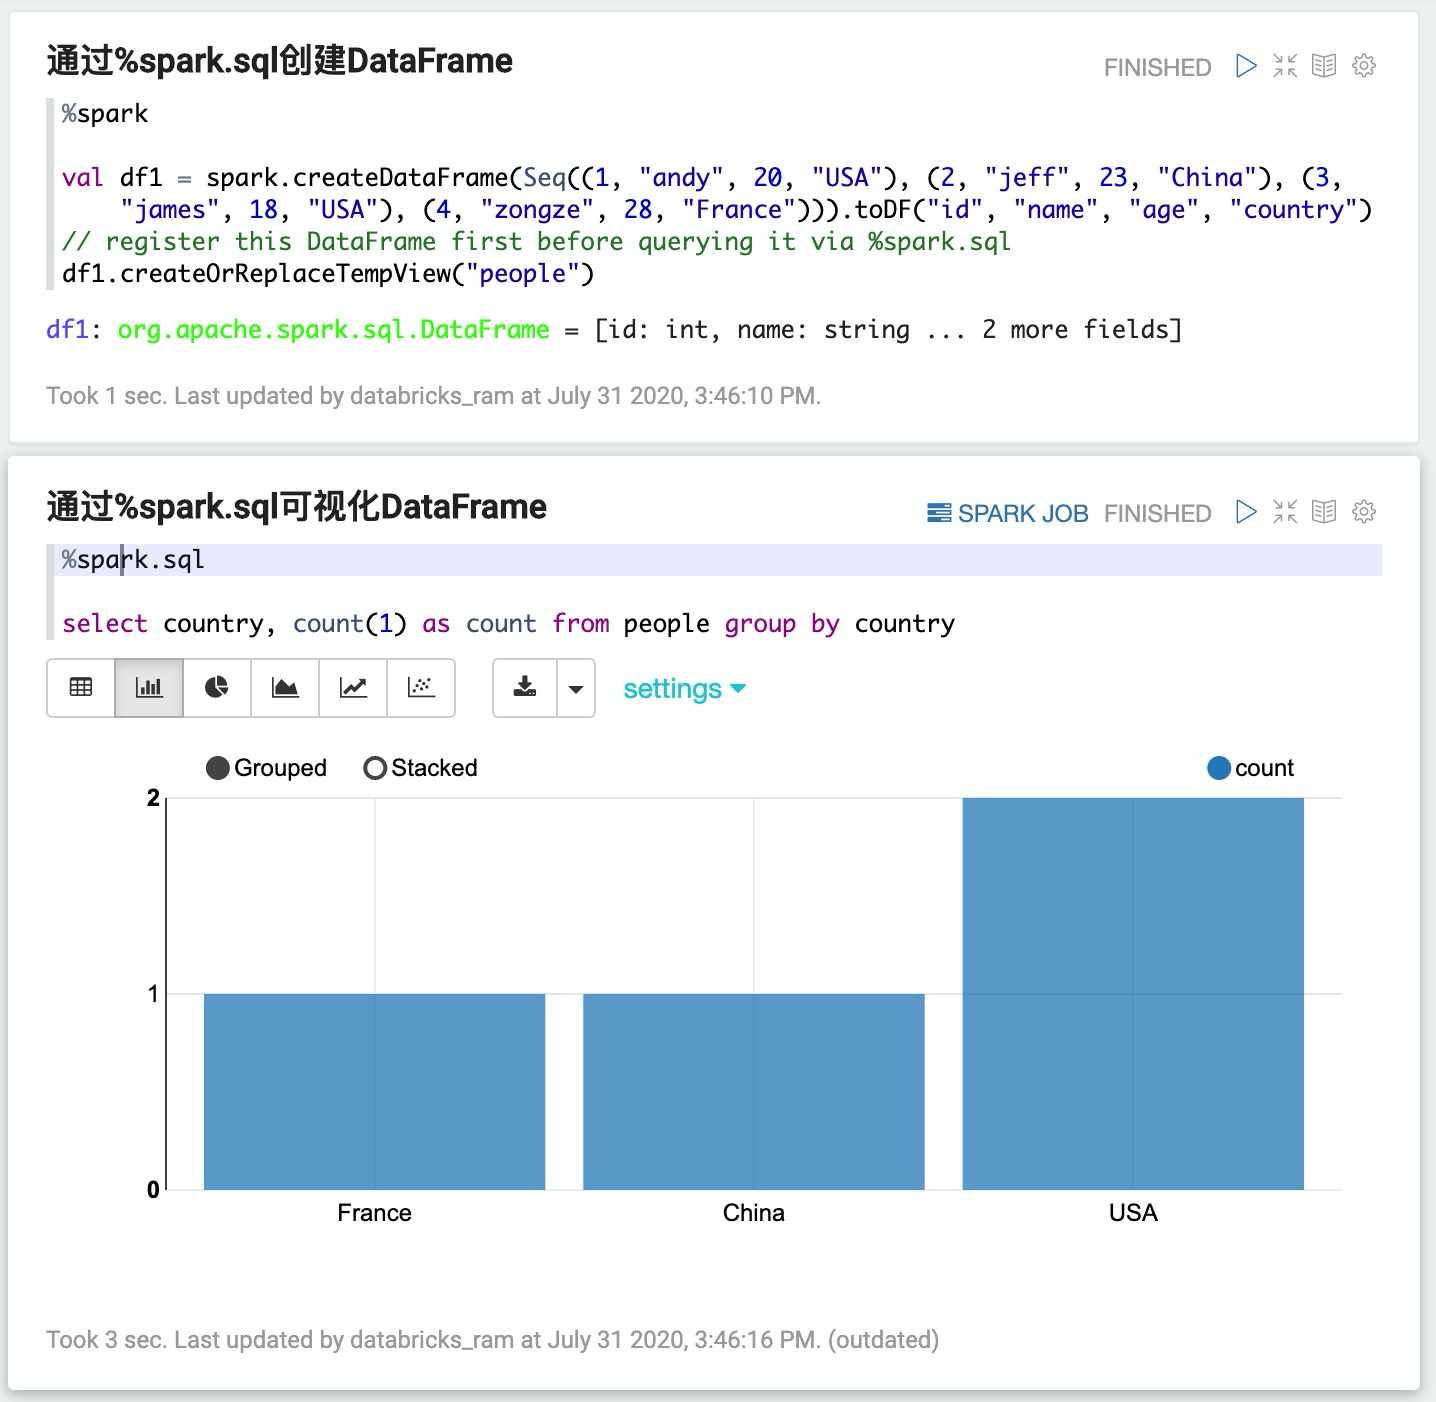 通过%spark.sql创建DataFrame
FINISHED
%spark
val df1 = spark.createDataFrame(Seq((1, "andy", 20, "USA"), (2, "jeff", 23, "China"), (3,
"james", 18, "USA"), (4, "zongze", 28, "France"))).toDF("id", "name", "age", "country")
// register this DataFrame first before querying it via %spark.sql
df1.createOrReplaceTempView("people")
df1: org.apache.spark.sql.DataFrame = [id: int, name: string ... 2 more fields]
Took 1 sec. Last updated by databricks_ram at July 31 2020, 3:46:10 PM.
通过%spark.sql可视化DataFrame
SPARK JOB FINISHED
%spark.sql
select country, count(1) as count from people group by country
settings
Grouped Stacked count
2
1
0
France China USA
Took 3 sec. Last updated by databricks_ram at July 31 2020, 3:46:16 PM. (outdated)